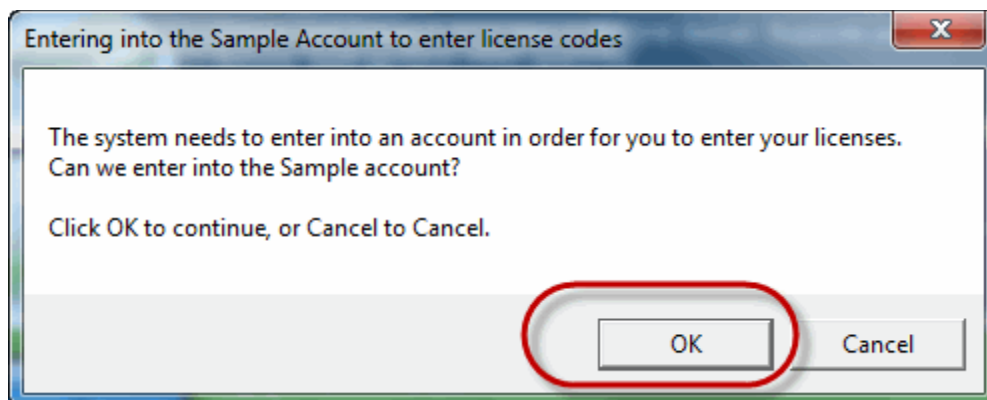 Entering into the Sample Account to enter license codes
The system needs to enter into an account in order for you to enter your licenses.
Can we enter into the Sample account?
Click OK to continue, or Cancel to Cancel.
OK
Cancel